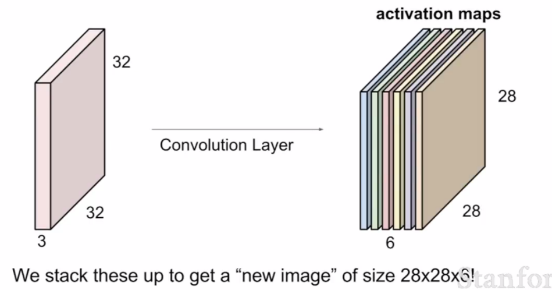 activation maps
32
28
Convolution Layer
32
28
3
6
We stack these up to get a "new image" of size 28x28x6!
Stanfor